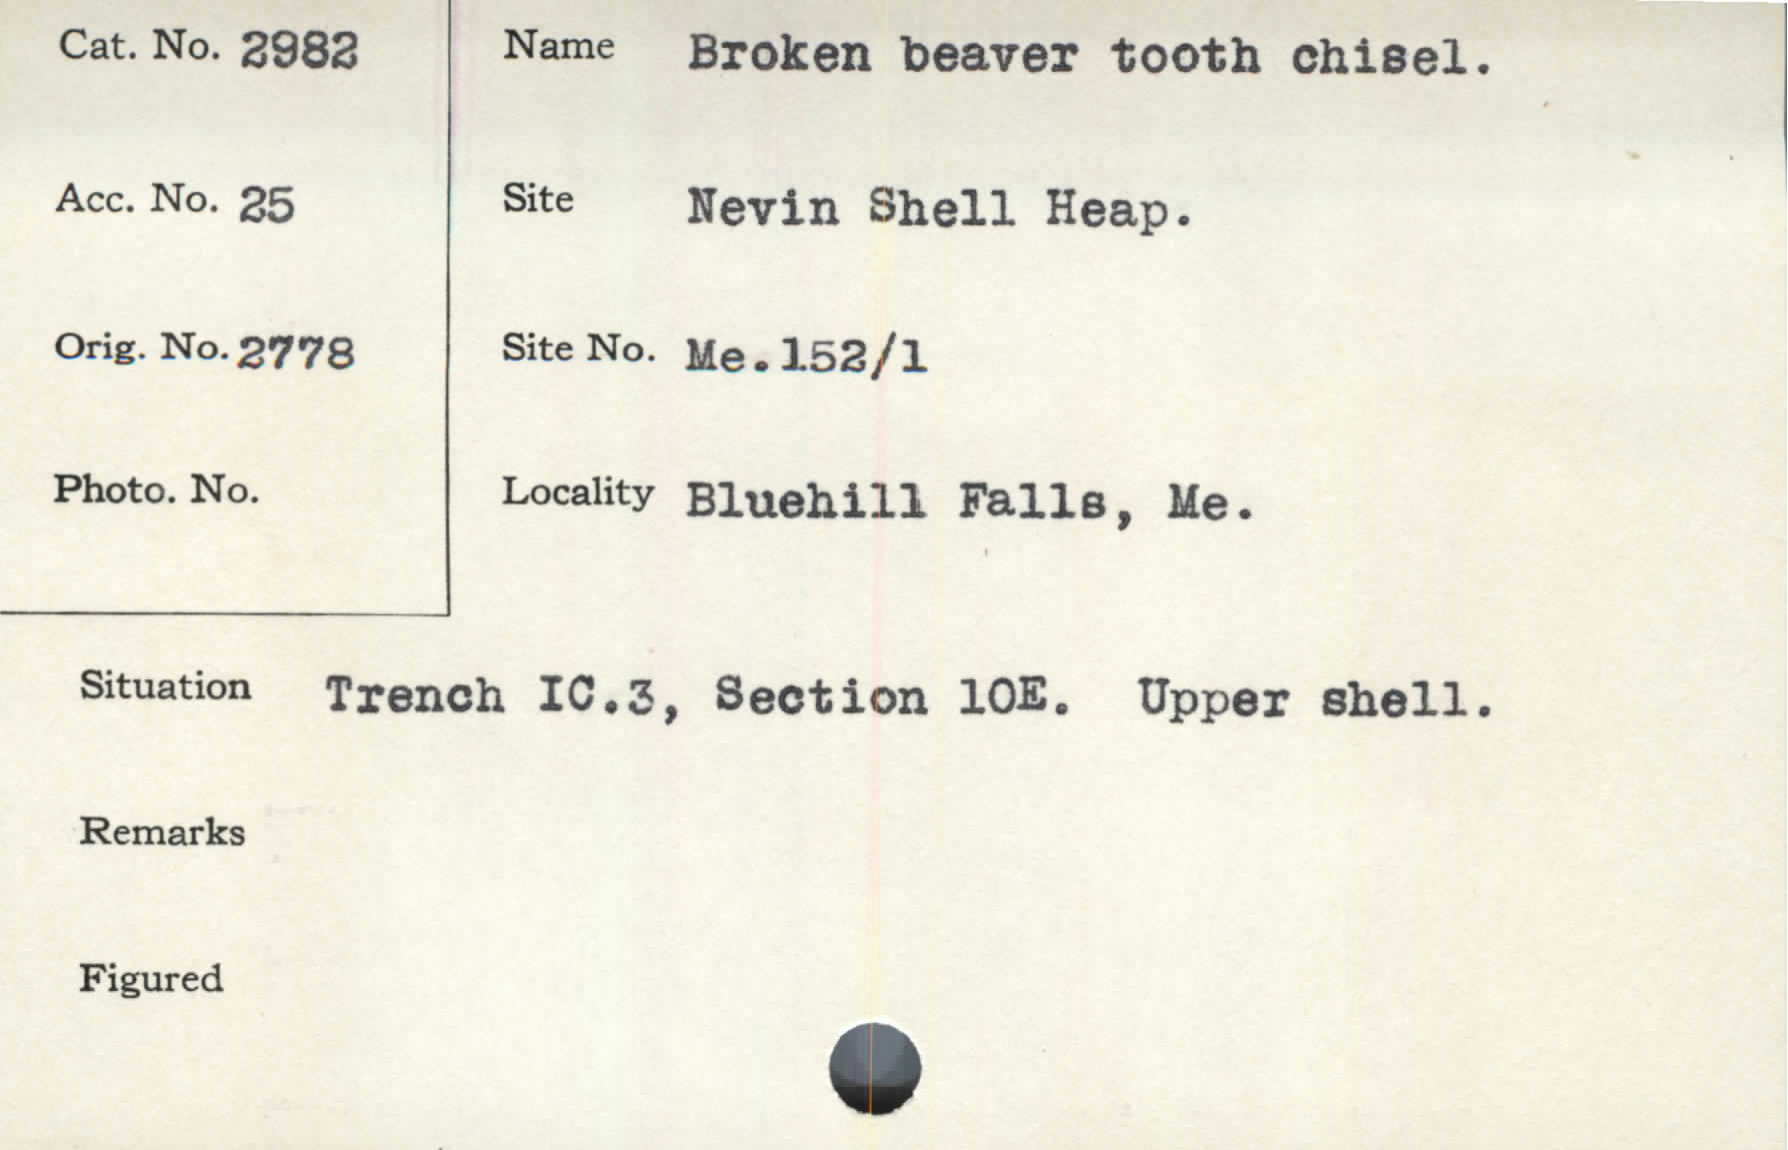 Cat. No. 2982
Name Broken beaver tooth chisel.
Acc. No. 25
Site Nevin Shell Heap.
Orig. No. 2778
Site No. Me.152/1
Photo. No.
Locality Bluehill Falls, Me.
Situation Trench IC.3, Section 10E. Upper shell.
Remarks
Figured